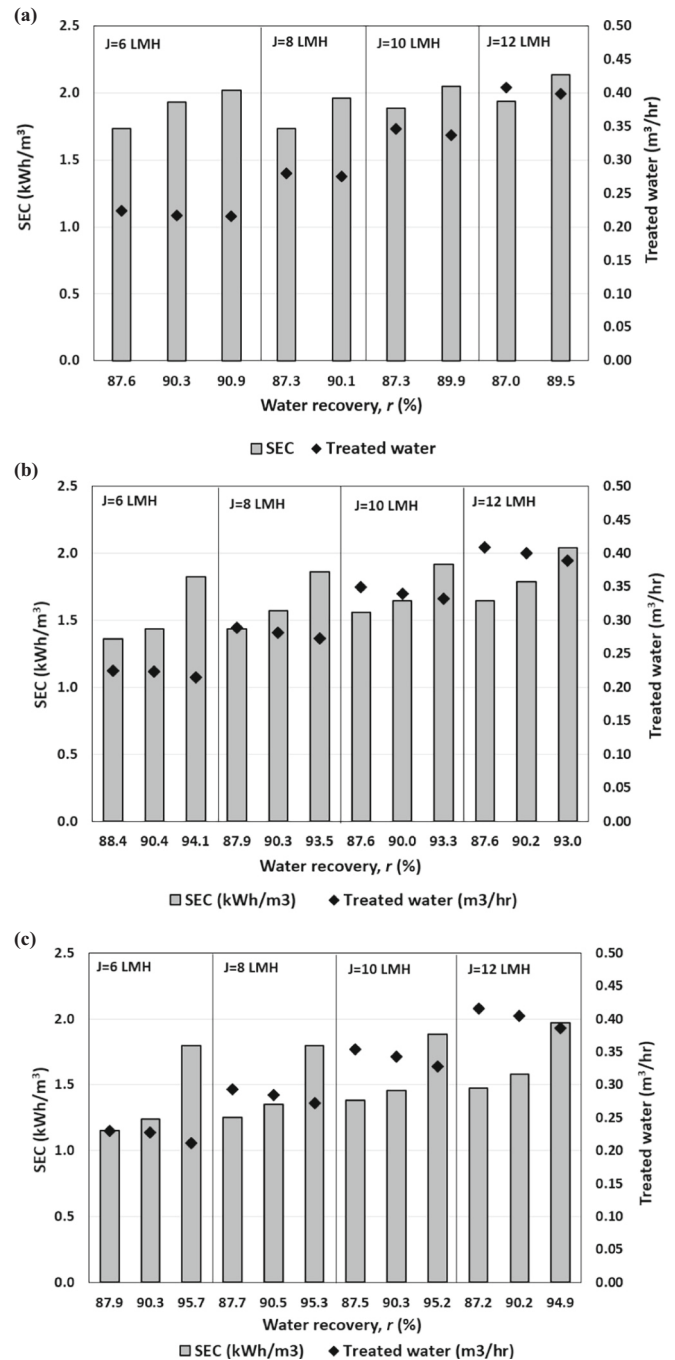 (a)
2.5
2.0
1.5
1.0
0.5
0.0
SEC (kWh/m³)
J=6 LMH
J=8 LMH
J=10 LMH
J=12 LMH
0.50
0.45
0.40
0.35
0.30
0.25
0.20
0.15
0.10
0.05
0.00
Treated water (m³/hr)
87.6 90.3 90.9 87.3 90.1 87.3 89.9 87.0 89.5
Water recovery, r (%)
SEC Treated water
(b)
2.5
2.0
1.5
1.0
0.5
0.0
SEC (kWh/m³)
J=6 LMH
J=8 LMH
J=10 LMH
J=12 LMH
0.50
0.45
0.40
0.35
0.30
0.25
0.20
0.15
0.10
0.05
0.00
Treated water (m³/hr)
88.4 90.4 94.1 87.9 90.3 93.5 87.6 90.0 93.3 87.6 90.2 93.0
Water recovery, r (%)
SEC (kWh/m3) Treated water (m3/hr)
(c)
2.5
2.0
1.5
1.0
0.5
0.0
SEC (kWh/m³)
J=6 LMH
J=8 LMH
J=10 LMH
J=12 LMH
0.50
0.45
0.40
0.35
0.30
0.25
0.20
0.15
0.10
0.05
0.00
Treated water (m³/hr)
87.9 90.3 95.7 87.7 90.5 95.3 87.5 90.3 95.2 87.2 90.2 94.9
Water recovery, r (%)
SEC (kWh/m3) Treated water (m3/hr)